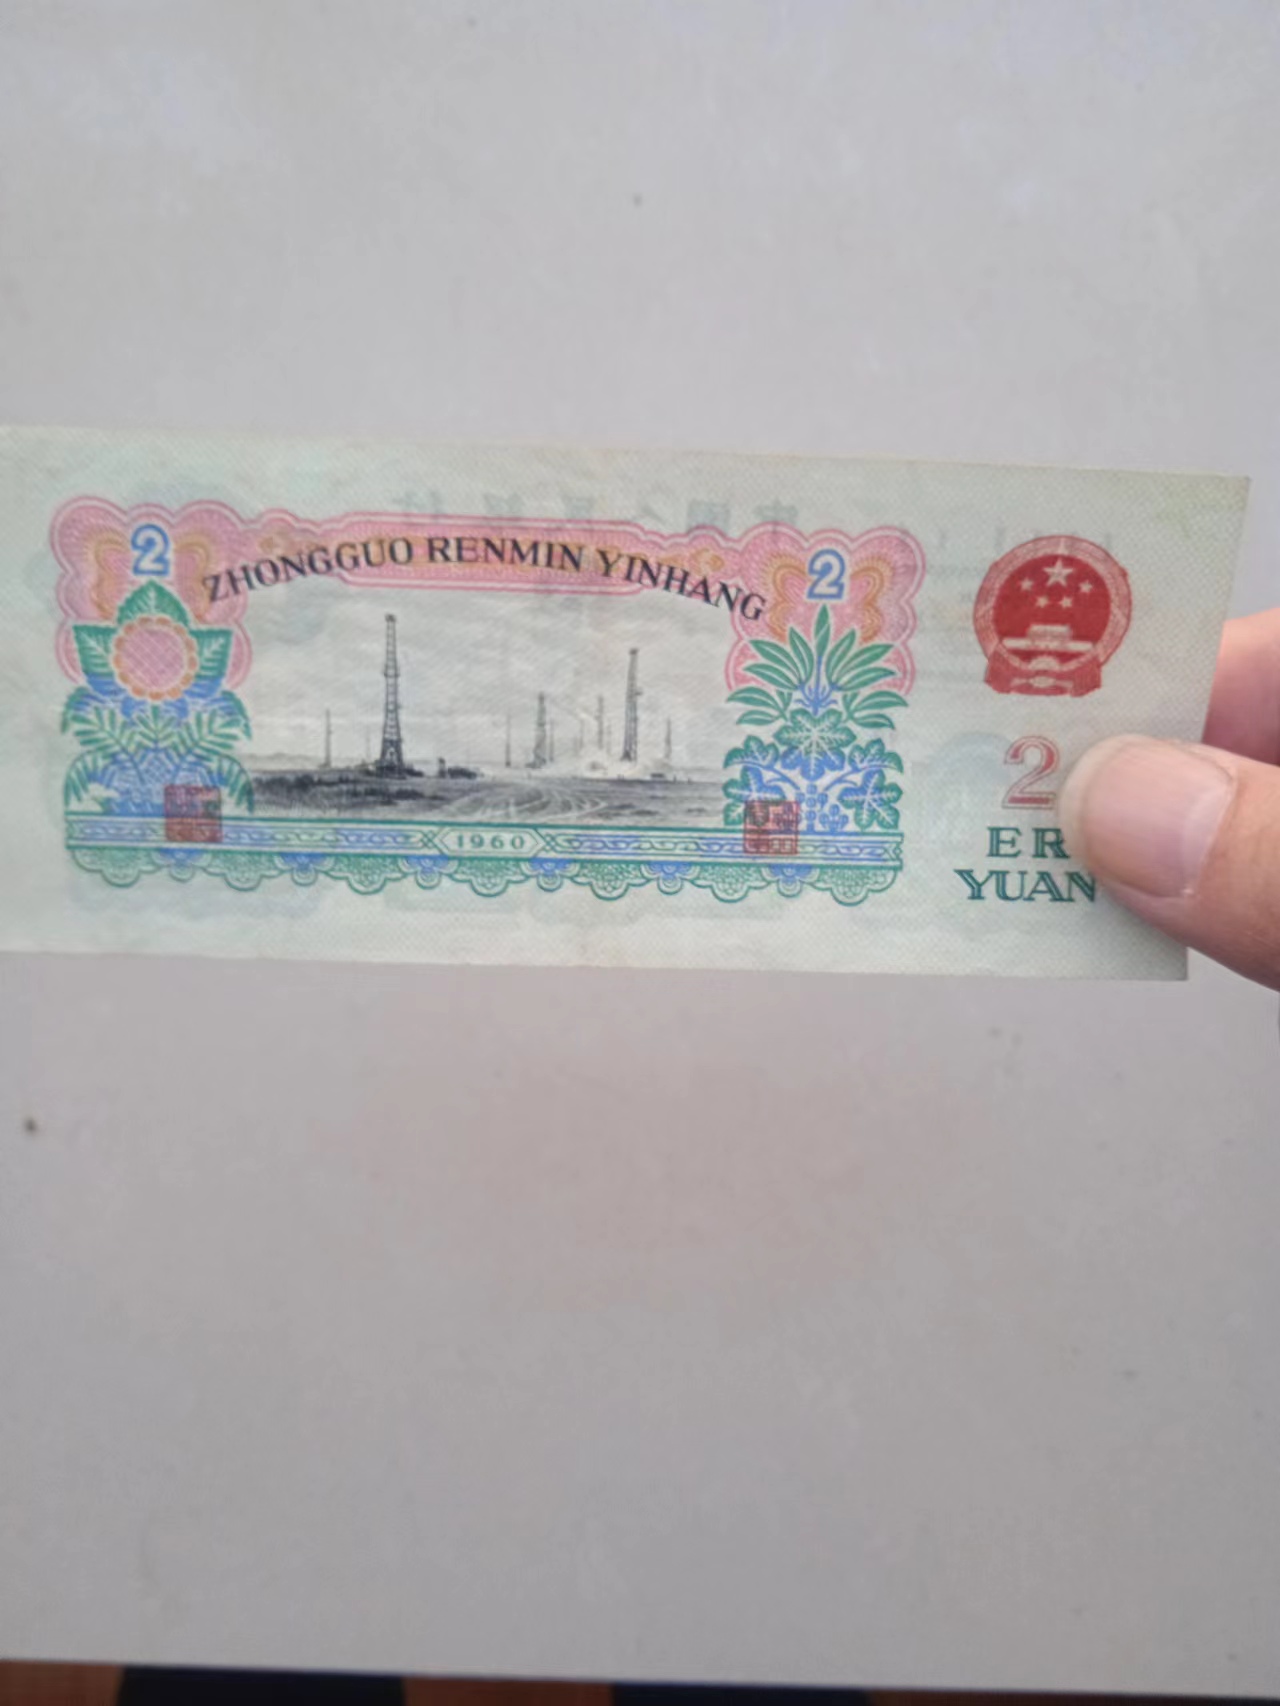 2
2
ZHONGGUO RENMIN YINHANG
2
ER
YUAN
1960